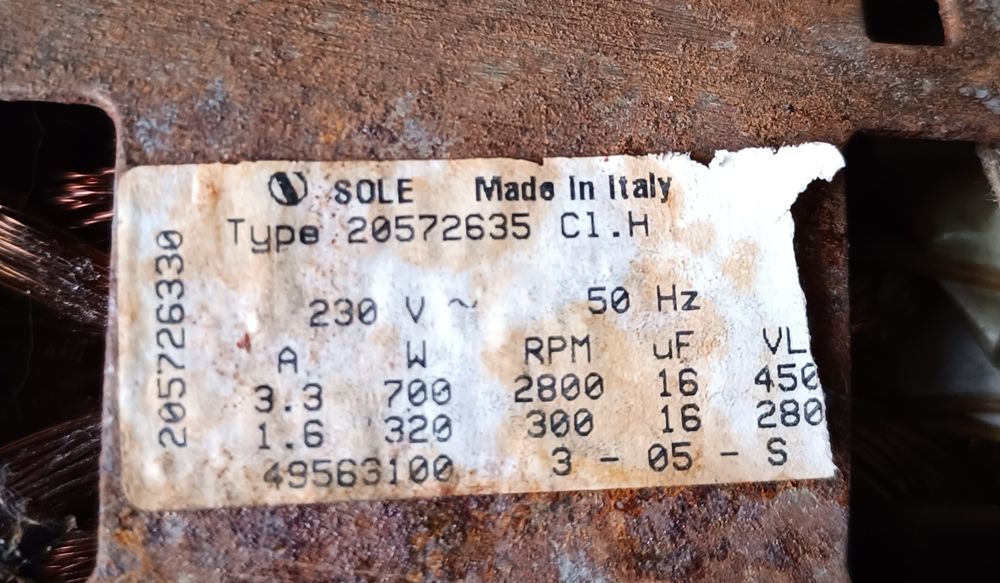 SOLE Made In Italy
Type 20572635 Cl.H
2057263330
230 V ~ 50 Hz
A W RPM uF VL
3.3 700 2800 16 450
1.6 320 300 16 280
49563100 3 - 05 - S